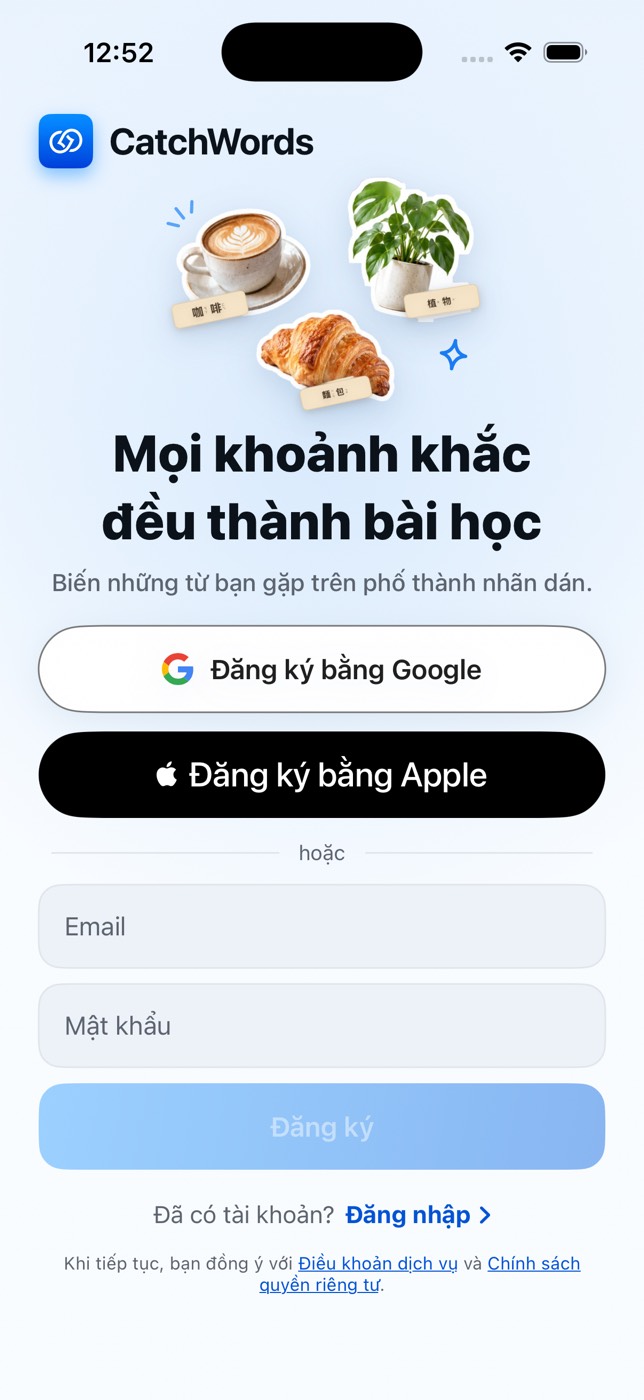 12:52
CatchWords
咖啡
植物
麵包
Mọi khoảnh khắc
đều thành bài học
Biến những từ bạn gặp trên phố thành nhãn dán.
Đăng ký bằng Google
Đăng ký bằng Apple
hoặc
Email
Mật khẩu
Đăng ký
Đã có tài khoản? Đăng nhập
Khi tiếp tục, bạn đồng ý với Điều khoản dịch vụ và Chính sách
quyền riêng tư.